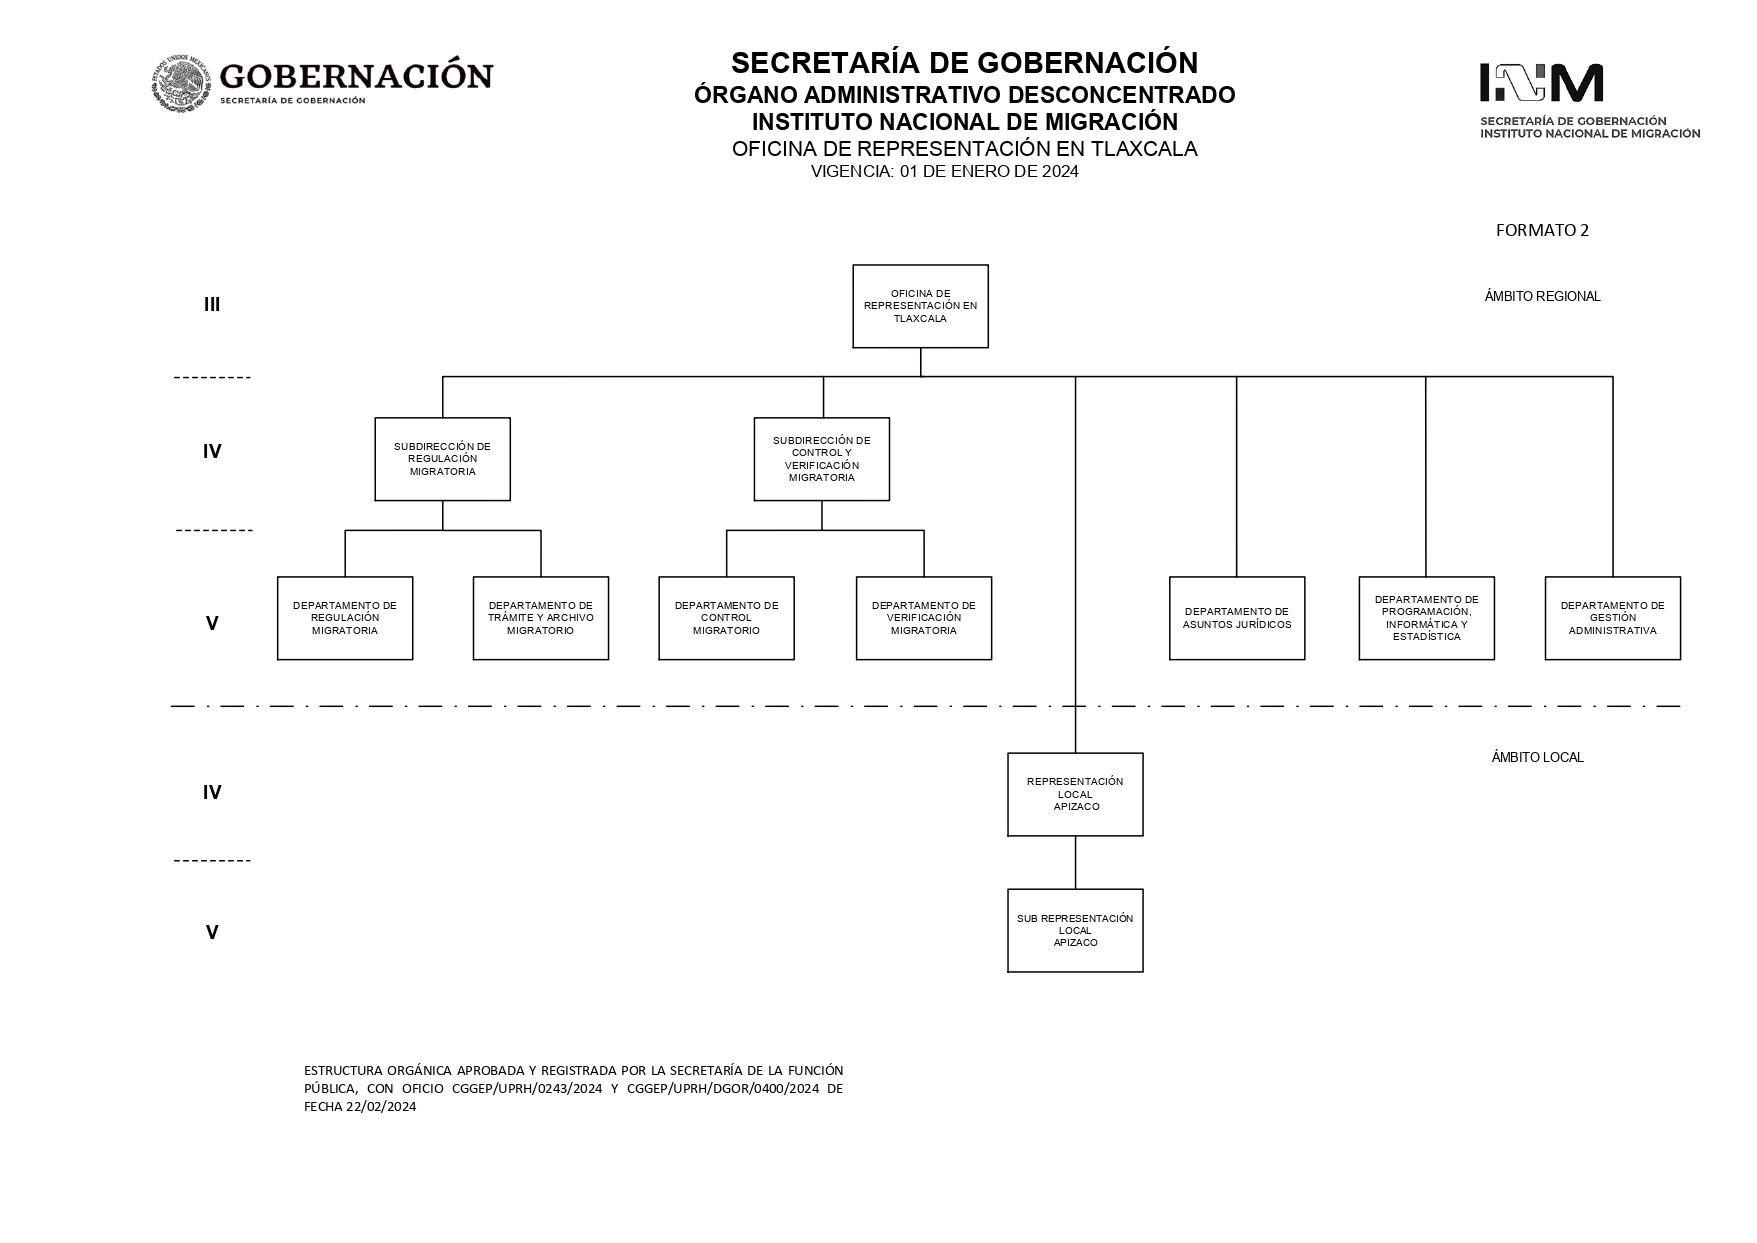 GOBERNACIÓN
SECRETARÍA DE GOBERNACIÓN
SECRETARÍA DE GOBERNACIÓN
ÓRGANO ADMINISTRATIVO DESCONCENTRADO
INSTITUTO NACIONAL DE MIGRACIÓN
OFICINA DE REPRESENTACIÓN EN TLAXCALA
VIGENCIA: 01 DE ENERO DE 2024
INM
SECRETARÍA DE GOBERNACIÓN
INSTITUTO NACIONAL DE MIGRACIÓN
FORMATO 2
III
OFICINA DE
REPRESENTACIÓN EN
TLAXCALA
ÁMBITO REGIONAL
IV
SUBDIRECCIÓN DE
REGULACIÓN
MIGRATORIA
SUBDIRECCIÓN DE
CONTROL Y
VERIFICACIÓN
MIGRATORIA
V
DEPARTAMENTO DE
REGULACIÓN
MIGRATORIA
DEPARTAMENTO DE
TRÁMITE Y ARCHIVO
MIGRATORIO
DEPARTAMENTO DE
CONTROL
MIGRATORIO
DEPARTAMENTO DE
VERIFICACIÓN
MIGRATORIA
DEPARTAMENTO DE
ASUNTOS JURÍDICOS
DEPARTAMENTO DE
PROGRAMACIÓN,
INFORMÁTICA Y
ESTADÍSTICA
DEPARTAMENTO DE
GESTIÓN
ADMINISTRATIVA
ÁMBITO LOCAL
IV
REPRESENTACIÓN
LOCAL
APIZACO
V
SUB REPRESENTACIÓN
LOCAL
APIZACO
ESTRUCTURA ORGÁNICA APROBADA Y REGISTRADA POR LA SECRETARÍA DE LA FUNCIÓN
PÚBLICA, CON OFICIO CGGEP/UPRH/0243/2024 Y CGGEP/UPRH/DGOR/0400/2024 DE
FECHA 22/02/2024